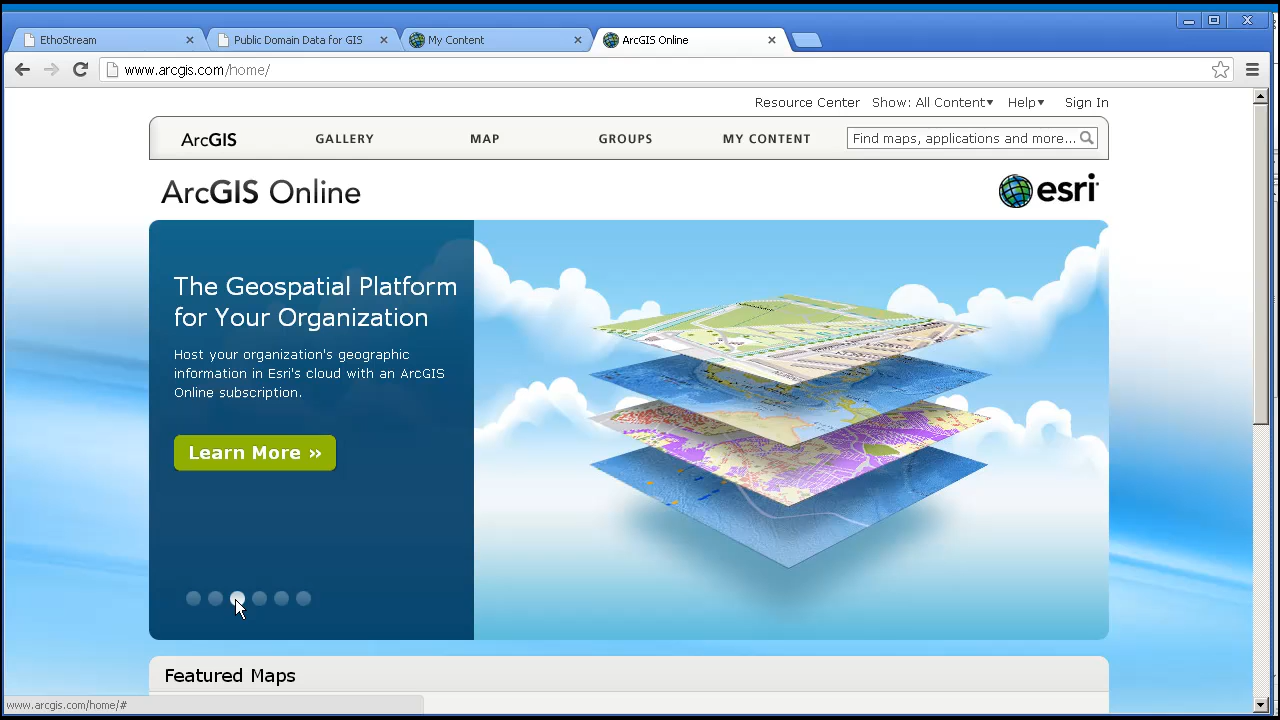 EthoStream
Public Domain Data for GIS
My Content
ArcGIS Online
www.arcgis.com/home/
Resource Center
Show: All Content
Help
Sign In
ArcGIS
GALLERY
MAP
GROUPS
MY CONTENT
Find maps, applications and more...
ArcGIS Online
esri
The Geospatial Platform
for Your Organization
Host your organization's geographic
information in Esri's cloud with an ArcGIS
Online subscription.
Learn More »
Featured Maps
www.arcgis.com/home/#